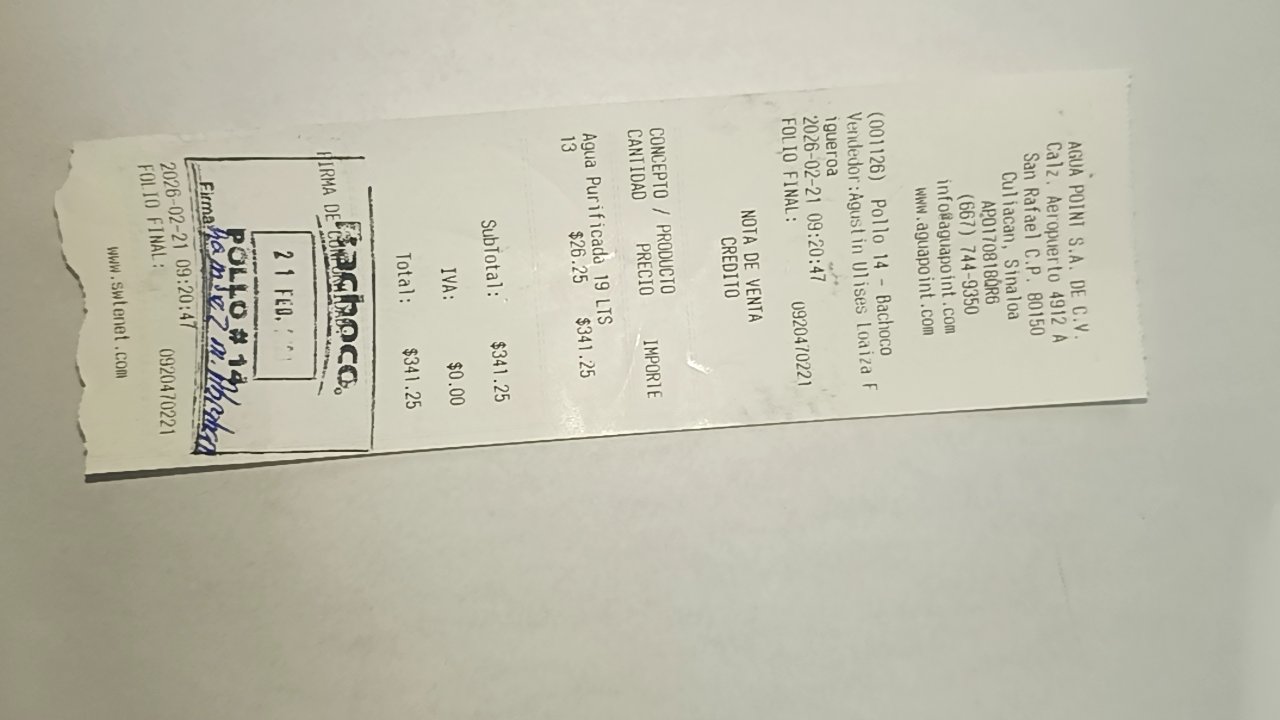 AGUA POINT S.A. DE C.V.
Calz. Aeropuerto 4912 A
San Rafael C.P. 80150
Culiacan, Sinaloa
APO170818QR6
(667) 744-9350
info@aguapoint.com
www.aguapoint.com
(001126) Pollo 14 - Bachoco
Vendedor:Agustin Ulises Loaiza F
igueroa
2026-02-21 09:20:47
FOLIO FINAL: 0920470221
NOTA DE VENTA
CREDITO
CONCEPTO / PRODUCTO
CANTIDAD PRECIO IMPORTE
Agua Purificada 19 LTS
13 $26.25 $341.25
SubTotal: $341.25
IVA: $0.00
Total: $341.25
Bachoco.
FIRMA DE
21 FEB.
POLLO # 14
Firma
2026-02-21 09:20:47
FOLIO FINAL: 0920470221
www.swtenet.com